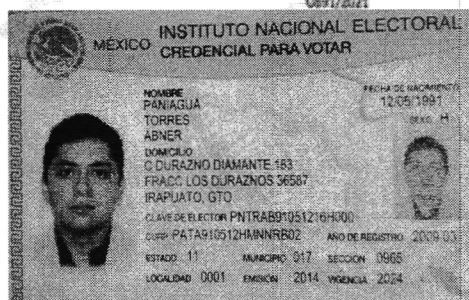 0891/2021
MÉXICO
INSTITUTO NACIONAL ELECTORAL
CREDENCIAL PARA VOTAR
NOMBRE
PANIAGUA
TORRES
ABNER
FECHA DE NACIMIENTO
12/05/1991
SEXO H
DOMICILIO
C DURAZNO DIAMANTE 183
FRACC LOS DURAZNOS 36587
IRAPUATO, GTO
CLAVE DE ELECTOR PNTRAB91051216H000
CURP PATA910512HMNNRB02 AÑO DE REGISTRO 2009 03
ESTADO 11 MUNICIPIO 017 SECCIÓN 0965
LOCALIDAD 0001 EMISIÓN 2014 VIGENCIA 2024